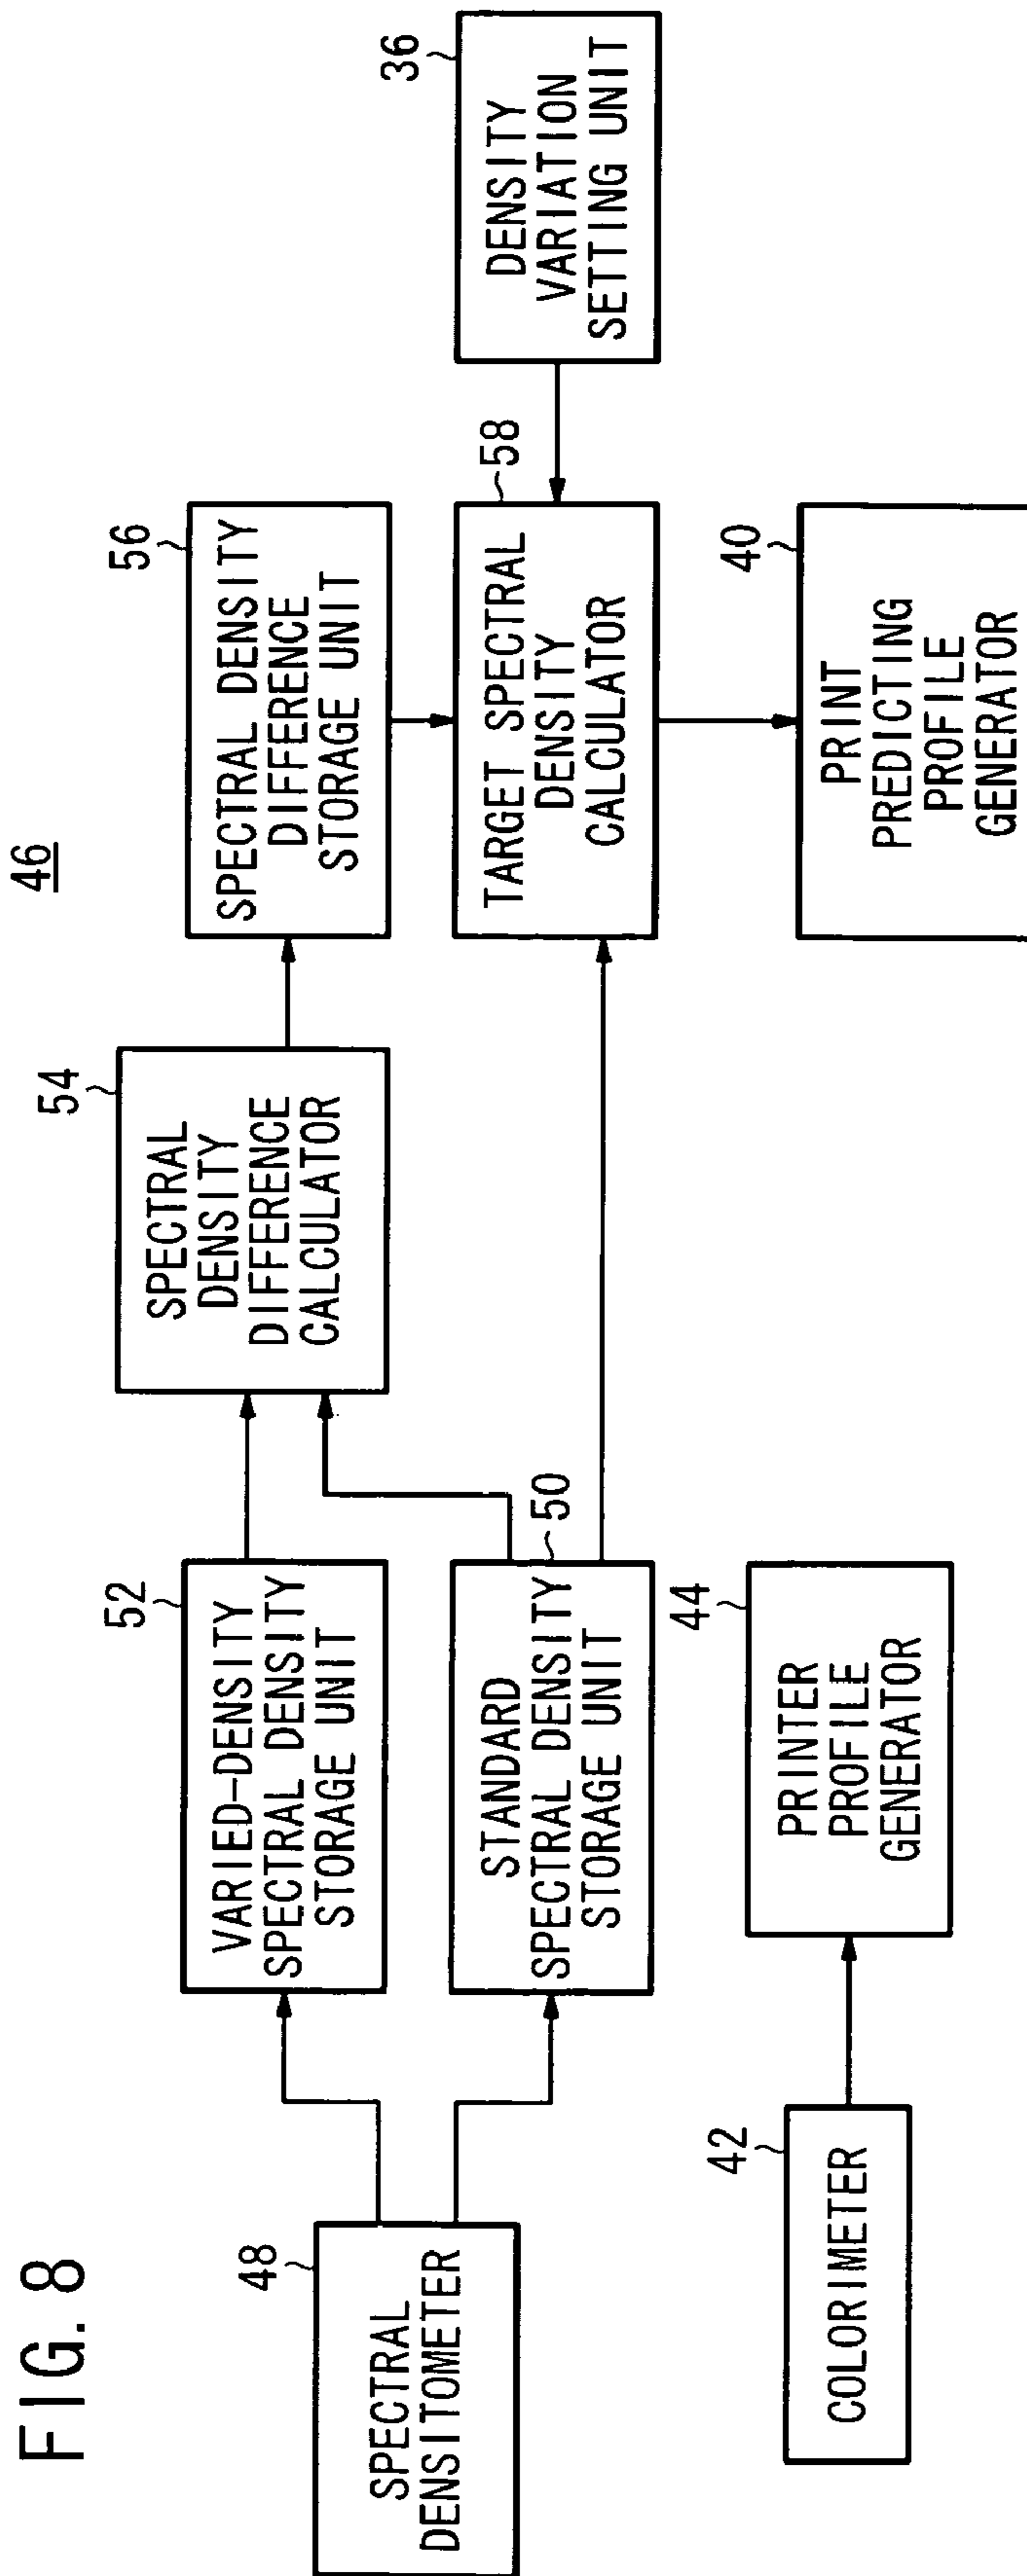 FIG. 8
46
48
SPECTRAL
DENSITOMETER
52
VARIED-DENSITY
SPECTRAL DENSITY
STORAGE UNIT
50
STANDARD
SPECTRAL DENSITY
STORAGE UNIT
54
SPECTRAL
DENSITY
DIFFERENCE
CALCULATOR
56
SPECTRAL DENSITY
DIFFERENCE
STORAGE UNIT
58
TARGET SPECTRAL
DENSITY
CALCULATOR
36
DENSITY
VARIATION
SETTING UNIT
42
COLORIMETER
44
PRINTER
PROFILE
GENERATOR
40
PRINT
PREDICTING
PROFILE
GENERATOR